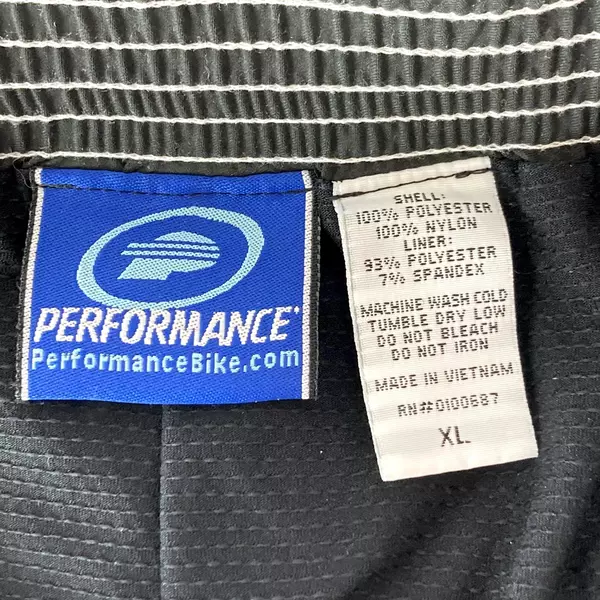 PERFORMANCE
PerformanceBike.com
SHELL:
100% POLYESTER
100% NYLON
LINER:
93% POLYESTER
7% SPANDEX
MACHINE WASH COLD
TUMBLE DRY LOW
DO NOT BLEACH
DO NOT IRON
MADE IN VIETNAM
RN#0100687
XL